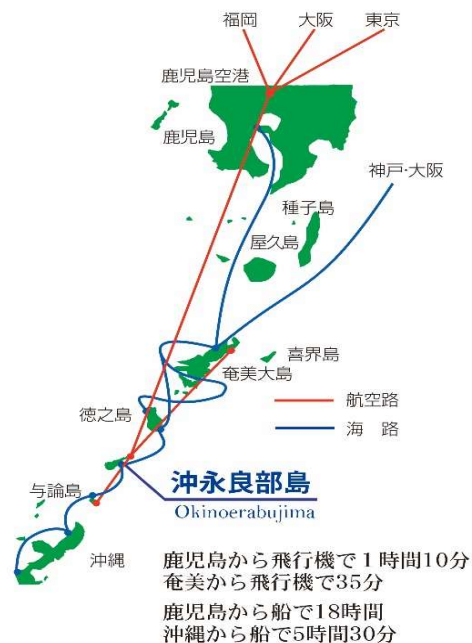 福岡 大阪 東京
鹿児島空港
鹿児島
神戸・大阪
種子島
屋久島
喜界島
奄美大島
航空路
徳之島
海 路
沖永良部島
与論島
Okinoerabujima
沖縄
鹿児島から飛行機で1時間10分
奄美から飛行機で35分
鹿児島から船で18時間
沖縄から船で5時間30分